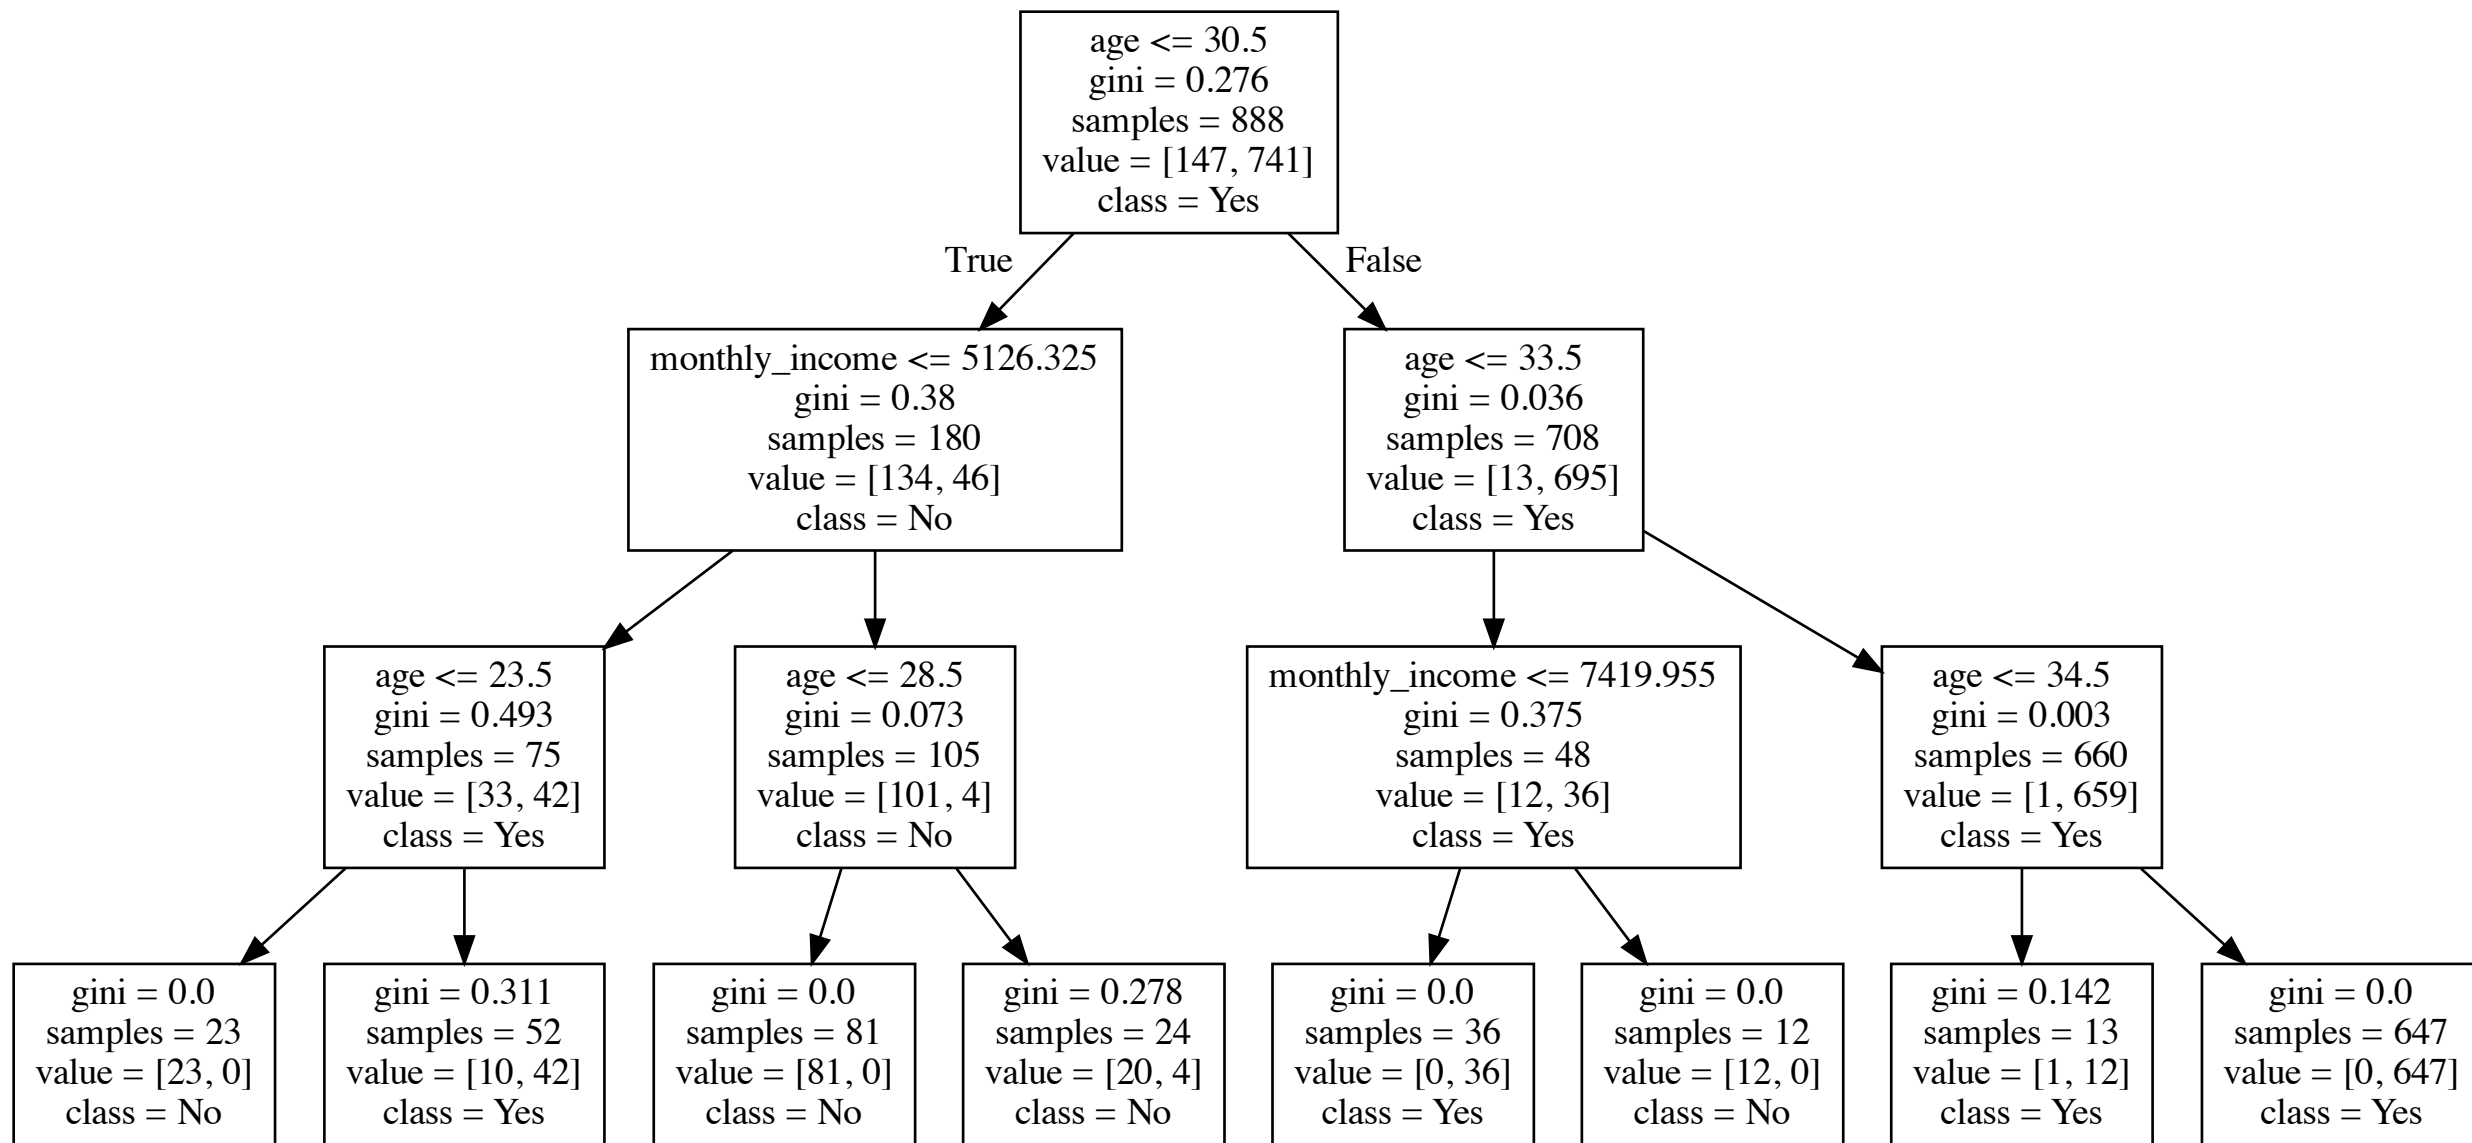 age <= 30.5
gini = 0.276
samples = 888
value = [147, 741]
class = Yes
True
False
monthly_income <= 5126.325
gini = 0.38
samples = 180
value = [134, 46]
class = No
age <= 33.5
gini = 0.036
samples = 708
value = [13, 695]
class = Yes
age <= 23.5
gini = 0.493
samples = 75
value = [33, 42]
class = Yes
age <= 28.5
gini = 0.073
samples = 105
value = [101, 4]
class = No
monthly_income <= 7419.955
gini = 0.375
samples = 48
value = [12, 36]
class = Yes
age <= 34.5
gini = 0.003
samples = 660
value = [1, 659]
class = Yes
gini = 0.0
samples = 23
value = [23, 0]
class = No
gini = 0.311
samples = 52
value = [10, 42]
class = Yes
gini = 0.0
samples = 81
value = [81, 0]
class = No
gini = 0.278
samples = 24
value = [20, 4]
class = No
gini = 0.0
samples = 36
value = [0, 36]
class = Yes
gini = 0.0
samples = 12
value = [12, 0]
class = No
gini = 0.142
samples = 13
value = [1, 12]
class = Yes
gini = 0.0
samples = 647
value = [0, 647]
class = Yes